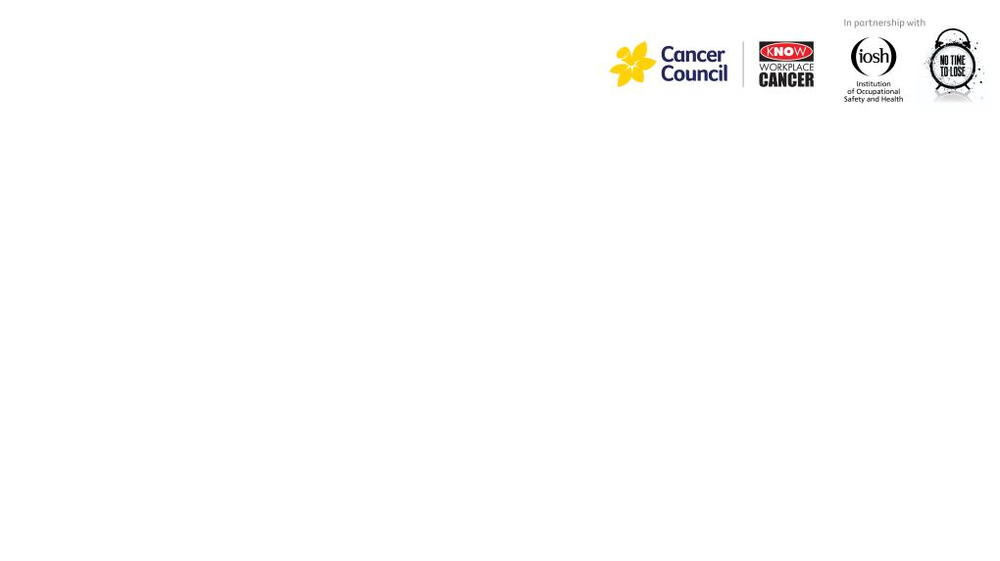 In partnership with
Cancer
Council
KNOW
WORKPLACE
CANCER
iosh
Institution
of Occupational
Safety and Health
NO TIME
TO LOSE